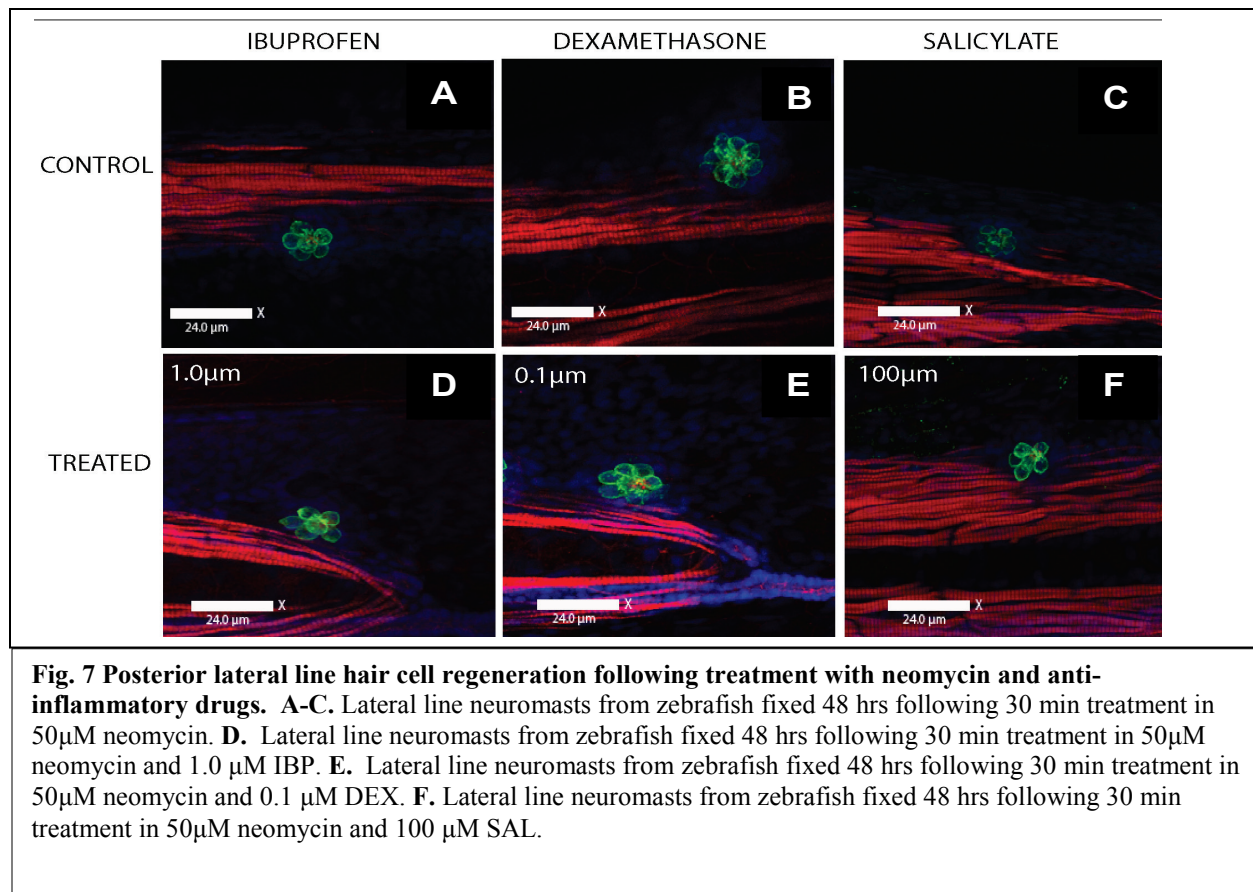 IBUPROFEN DEXAMETHASONE SALICYLATE
CONTROL
A B C
24.0 µm X 24.0 µm X 24.0 µm X
TREATED
1.0µm D 0.1µm E 100µm F
24.0 µm X 24.0 µm X 24.0 µm X
Fig. 7 Posterior lateral line hair cell regeneration following treatment with neomycin and anti-
inflammatory drugs. A-C. Lateral line neuromasts from zebrafish fixed 48 hrs following 30 min treatment in
50µM neomycin. D. Lateral line neuromasts from zebrafish fixed 48 hrs following 30 min treatment in 50µM
neomycin and 1.0 µM IBP. E. Lateral line neuromasts from zebrafish fixed 48 hrs following 30 min treatment in
50µM neomycin and 0.1 µM DEX. F. Lateral line neuromasts from zebrafish fixed 48 hrs following 30 min
treatment in 50µM neomycin and 100 µM SAL.